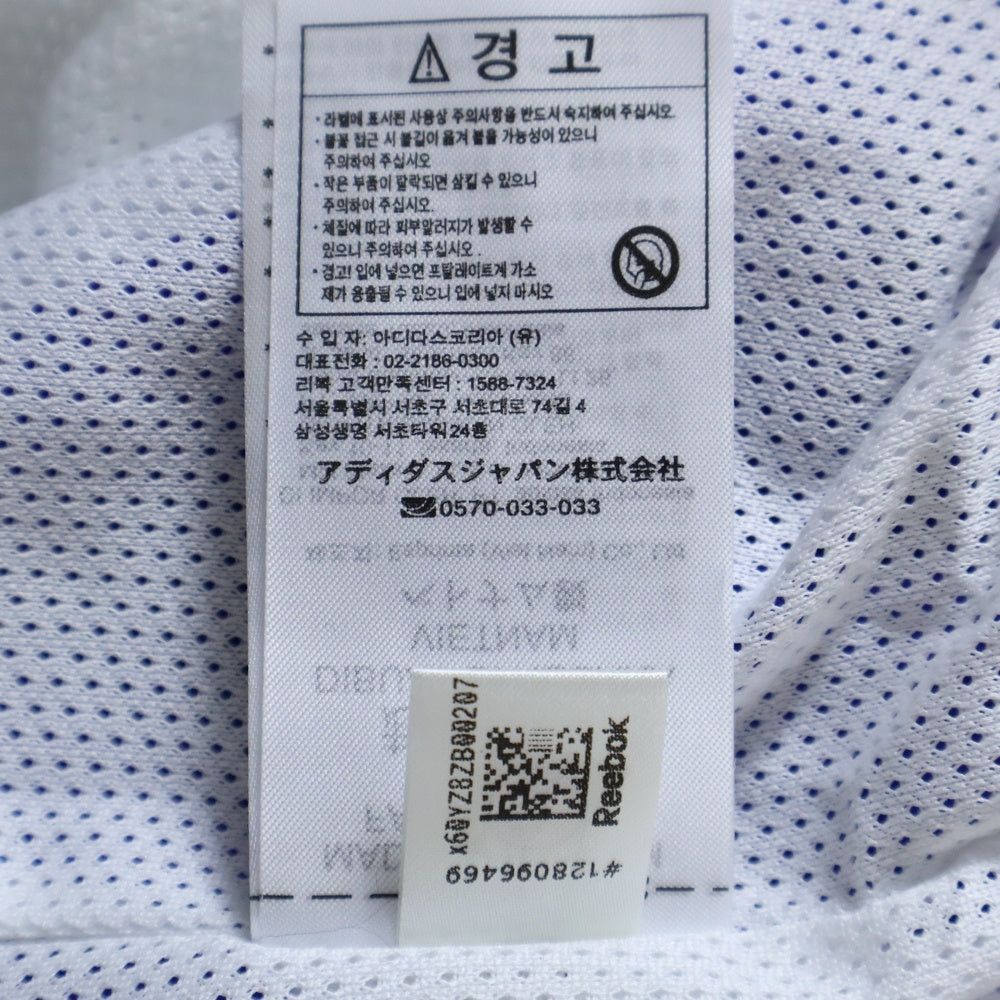 경 고
· 라벨에 표시된 사용상 주의사항을 반드시 숙지하여 주십시오.
· 불꽃 접근 시 불길이 옮겨 붙을 가능성이 있으니
주의하여 주십시오
· 작은 부품이 탈락되면 삼킬 수 있으니
주의하여 주십시오.
· 체질에 따라 피부알러지가 발생할 수
있으니 주의하여 주십시오 .
· 경고! 입에 넣으면 프탈레이트계 가소
제가 용출될 수 있으니 입에 넣지 마시오
수 입 자: 아디다스코리아 (유)
대표전화 : 02-2186-0300
리복 고객만족센터 : 1588-7324
서울특별시 서초구 서초대로 74길 4
삼성생명 서초타워24층
アディダスジャパン株式会社
0570-033-033
VIETNAM
x60YZ8ZB00207
Reebok
#128096469